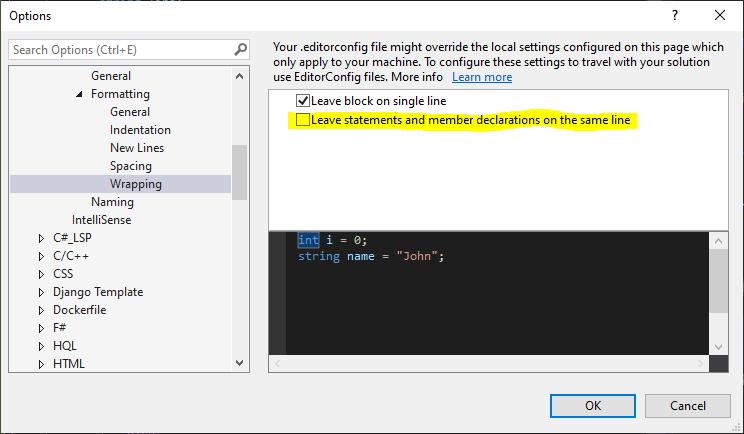 Options
Search Options (Ctrl+E)
General
Formatting
General
Indentation
New Lines
Spacing
Wrapping
Naming
IntelliSense
C#_LSP
C/C++
CSS
Django Template
Dockerfile
F#
HQL
HTML
Your .editorconfig file might override the local settings configured on this page which
only apply to your machine. To configure these settings to travel with your solution
use EditorConfig files. More info Learn more
Leave block on single line
Leave statements and member declarations on the same line
int i = 0;
string name = "John";
OK
Cancel